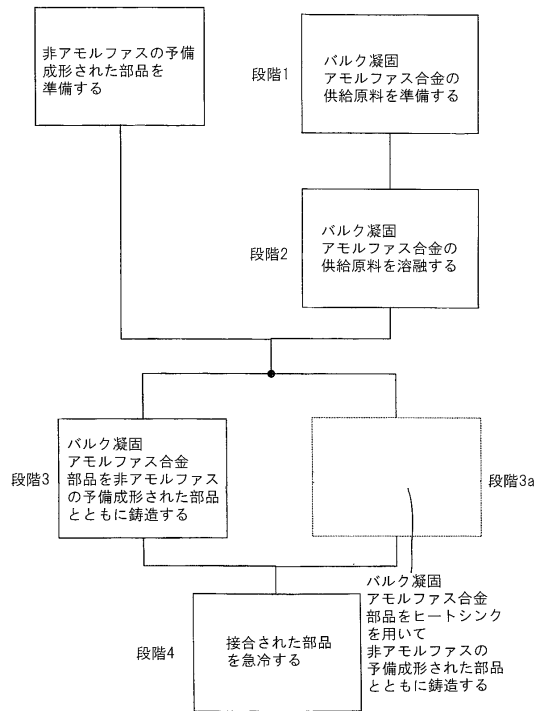 非アモルファスの予備
成形された部品を
準備する
段階1
バルク凝固
アモルファス合金の
供給原料を準備する
段階2
バルク凝固
アモルファス合金の
供給原料を溶融する
段階3
バルク凝固
アモルファス合金
部品を非アモルファス
の予備成形された部品
とともに鋳造する
段階3a
バルク凝固
アモルファス合金
部品をヒートシンク
を用いて
非アモルファスの
予備成形された部品
とともに鋳造する
段階4
接合された部品
を急冷する